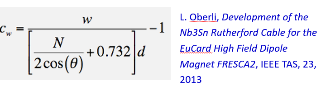 c_w = w / ([N / (2cos(θ)) + 0.732] d) − 1
L. Oberli, Development of the
Nb3Sn Rutherford Cable for the
EuCard High Field Dipole
Magnet FRESCA2, IEEE TAS, 23,
2013